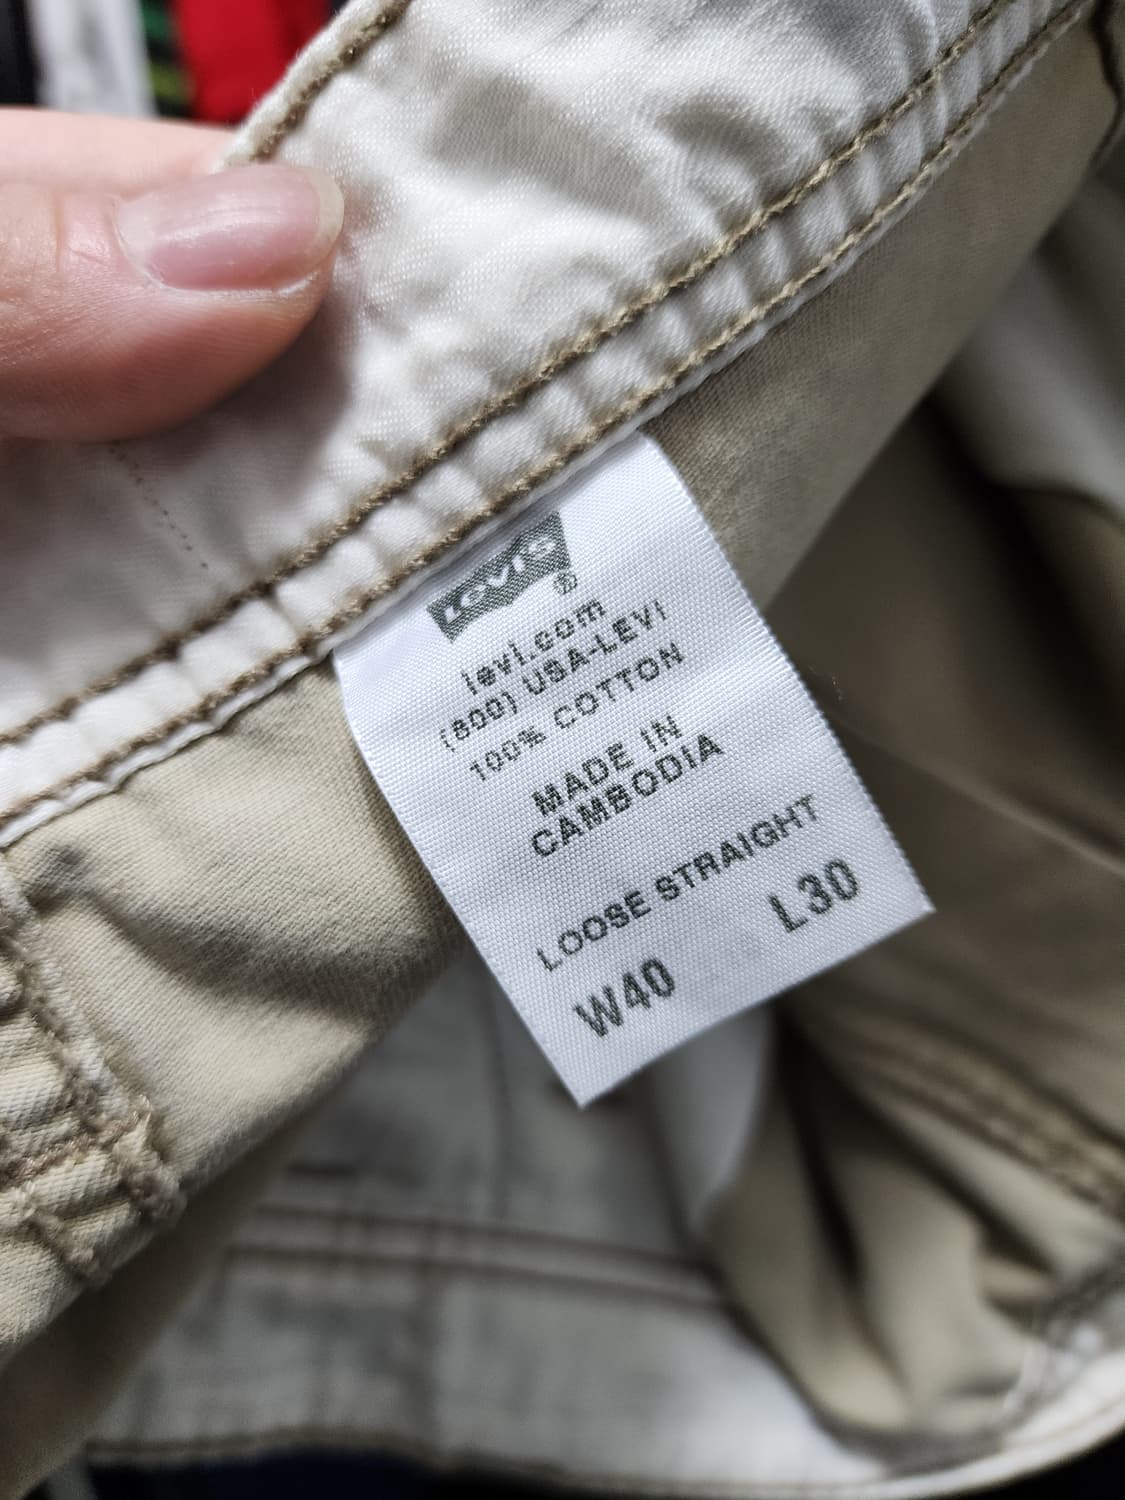 Levi's®
levi.com
(800) USA-LEVI
100% COTTON
MADE IN
CAMBODIA
LOOSE STRAIGHT
W40 L30